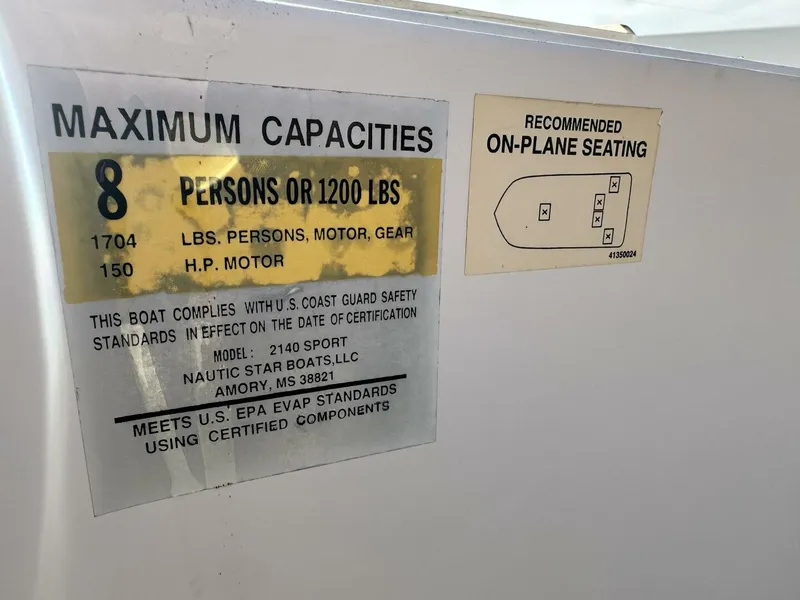 MAXIMUM CAPACITIES
8 PERSONS OR 1200 LBS
1704 LBS. PERSONS, MOTOR, GEAR
150 H.P. MOTOR
THIS BOAT COMPLIES WITH U.S. COAST GUARD SAFETY
STANDARDS IN EFFECT ON THE DATE OF CERTIFICATION
MODEL: 2140 SPORT
NAUTIC STAR BOATS,LLC
AMORY, MS 38821
MEETS U.S. EPA EVAP STANDARDS
USING CERTIFIED COMPONENTS
RECOMMENDED
ON-PLANE SEATING
41350024